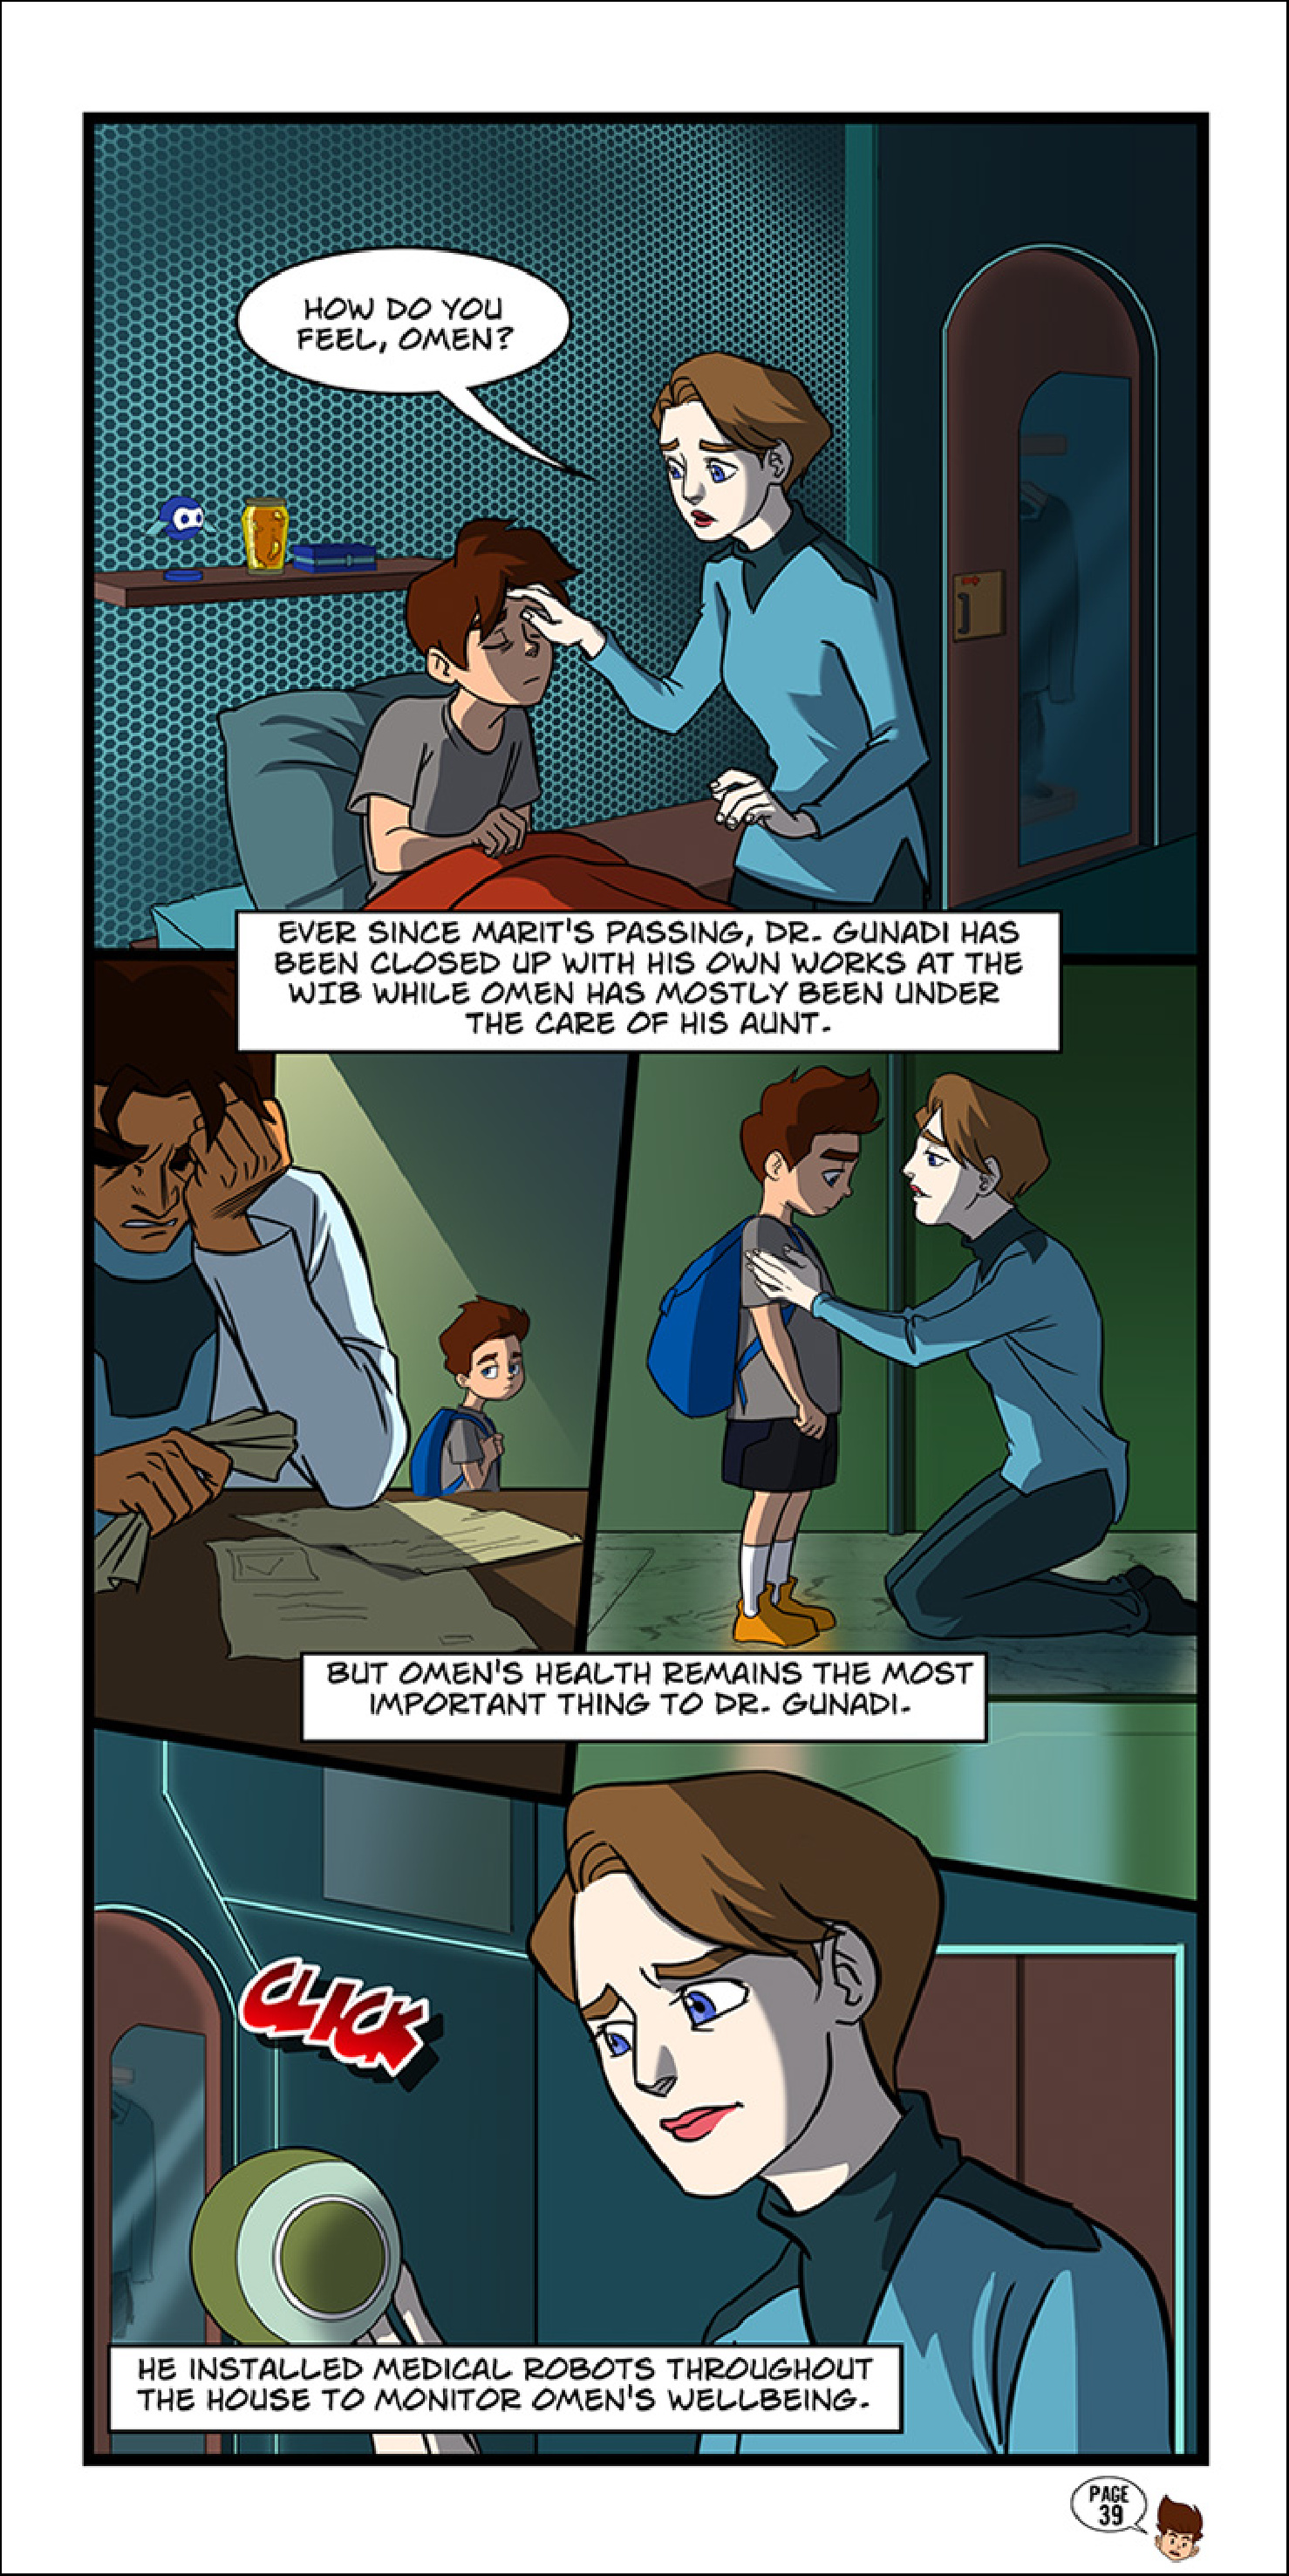 HOW DO YOU
FEEL, OMEN?
EVER SINCE MARIT'S PASSING, DR. GUNADI HAS
BEEN CLOSED UP WITH HIS OWN WORKS AT THE
WIB WHILE OMEN HAS MOSTLY BEEN UNDER
THE CARE OF HIS AUNT.
BUT OMEN'S HEALTH REMAINS THE MOST
IMPORTANT THING TO DR. GUNADI.
CLICK
HE INSTALLED MEDICAL ROBOTS THROUGHOUT
THE HOUSE TO MONITOR OMEN'S WELLBEING.
PAGE
39